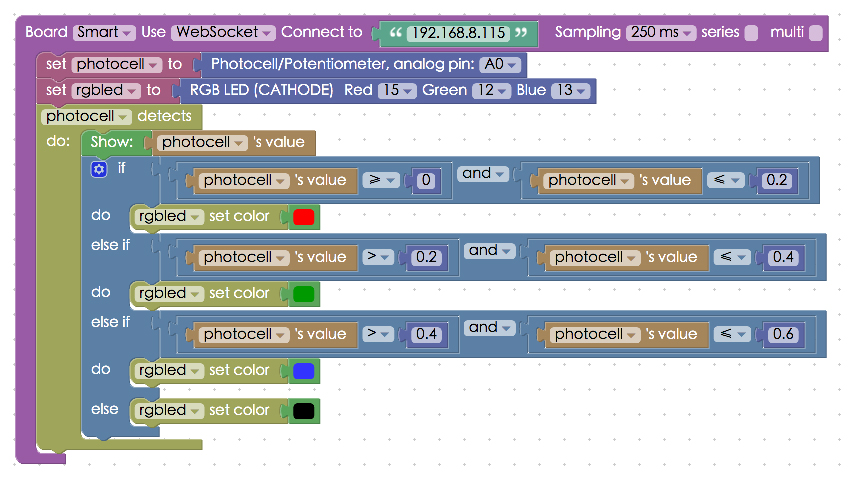 Board Smart Use WebSocket Connect to “ 192.168.8.115 ” Sampling 250 ms series multi
set photocell to Photocell/Potentiometer, analog pin: A0
set rgbled to RGB LED (CATHODE) Red 15 Green 12 Blue 13
photocell detects
do: Show: photocell 's value
if photocell 's value ≥ 0 and photocell 's value ≤ 0.2
do rgbled set color
else if photocell 's value > 0.2 and photocell 's value ≤ 0.4
do rgbled set color
else if photocell 's value > 0.4 and photocell 's value ≤ 0.6
do rgbled set color
else rgbled set color